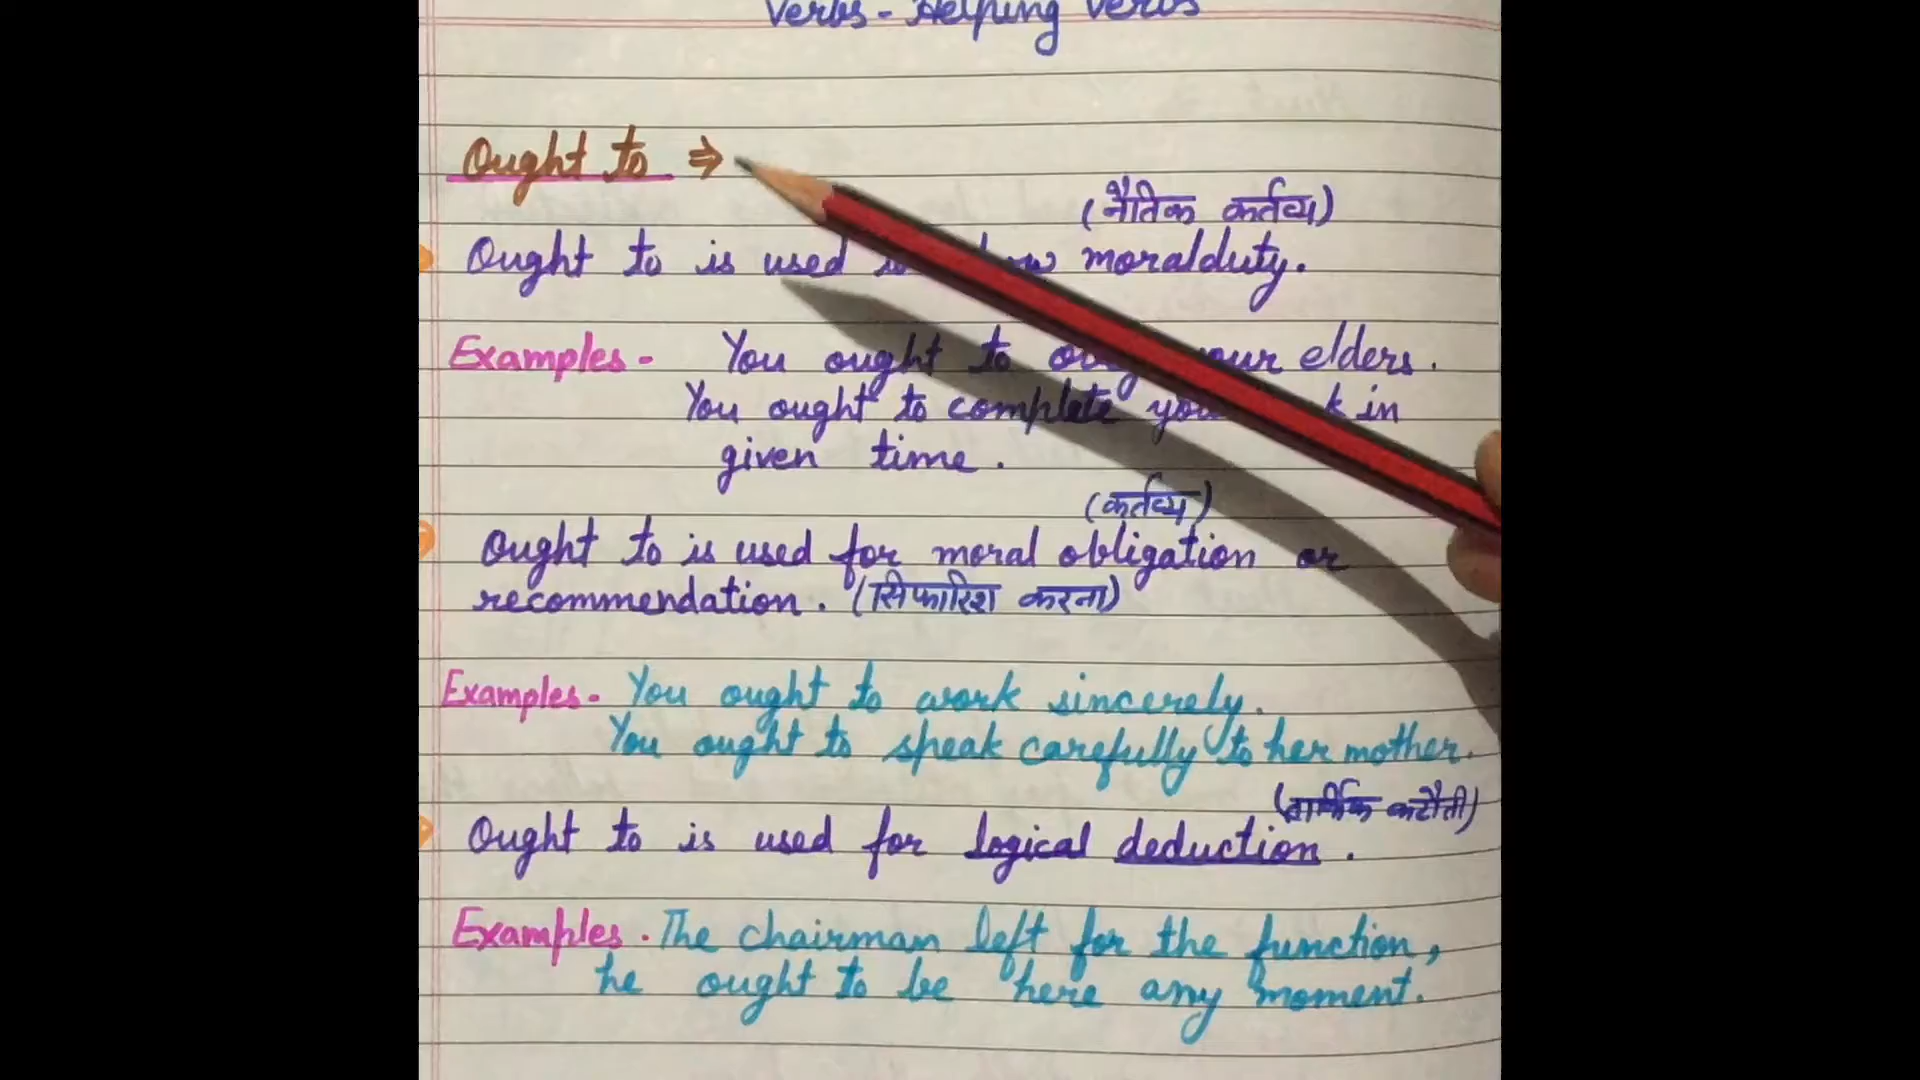 Verbs - Helping Verbs
Ought to ⇒
(नैतिक कर्तव्य)
Ought to is used moralduty.
Examples - You ought to your elders.
You ought to complete in
given time.
(कर्तव्य)
Ought to is used for moral obligation or
recommendation. (सिफारिश करना)
Examples - You ought to work sincerely.
You ought to speak carefully to her mother.
(तार्किक कटौती)
Ought to is used for logical deduction.
Examples. The chairman left for the function,
he ought to be here any moment.